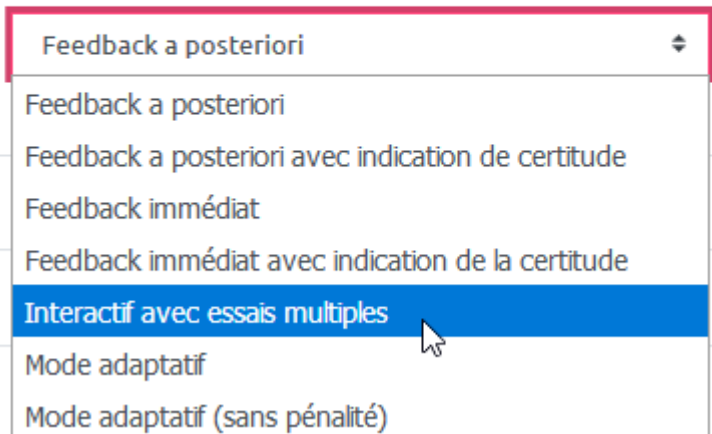 Feedback a posteriori
Feedback a posteriori
Feedback a posteriori avec indication de certitude
Feedback immédiat
Feedback immédiat avec indication de la certitude
Interactif avec essais multiples
Mode adaptatif
Mode adaptatif (sans pénalité)